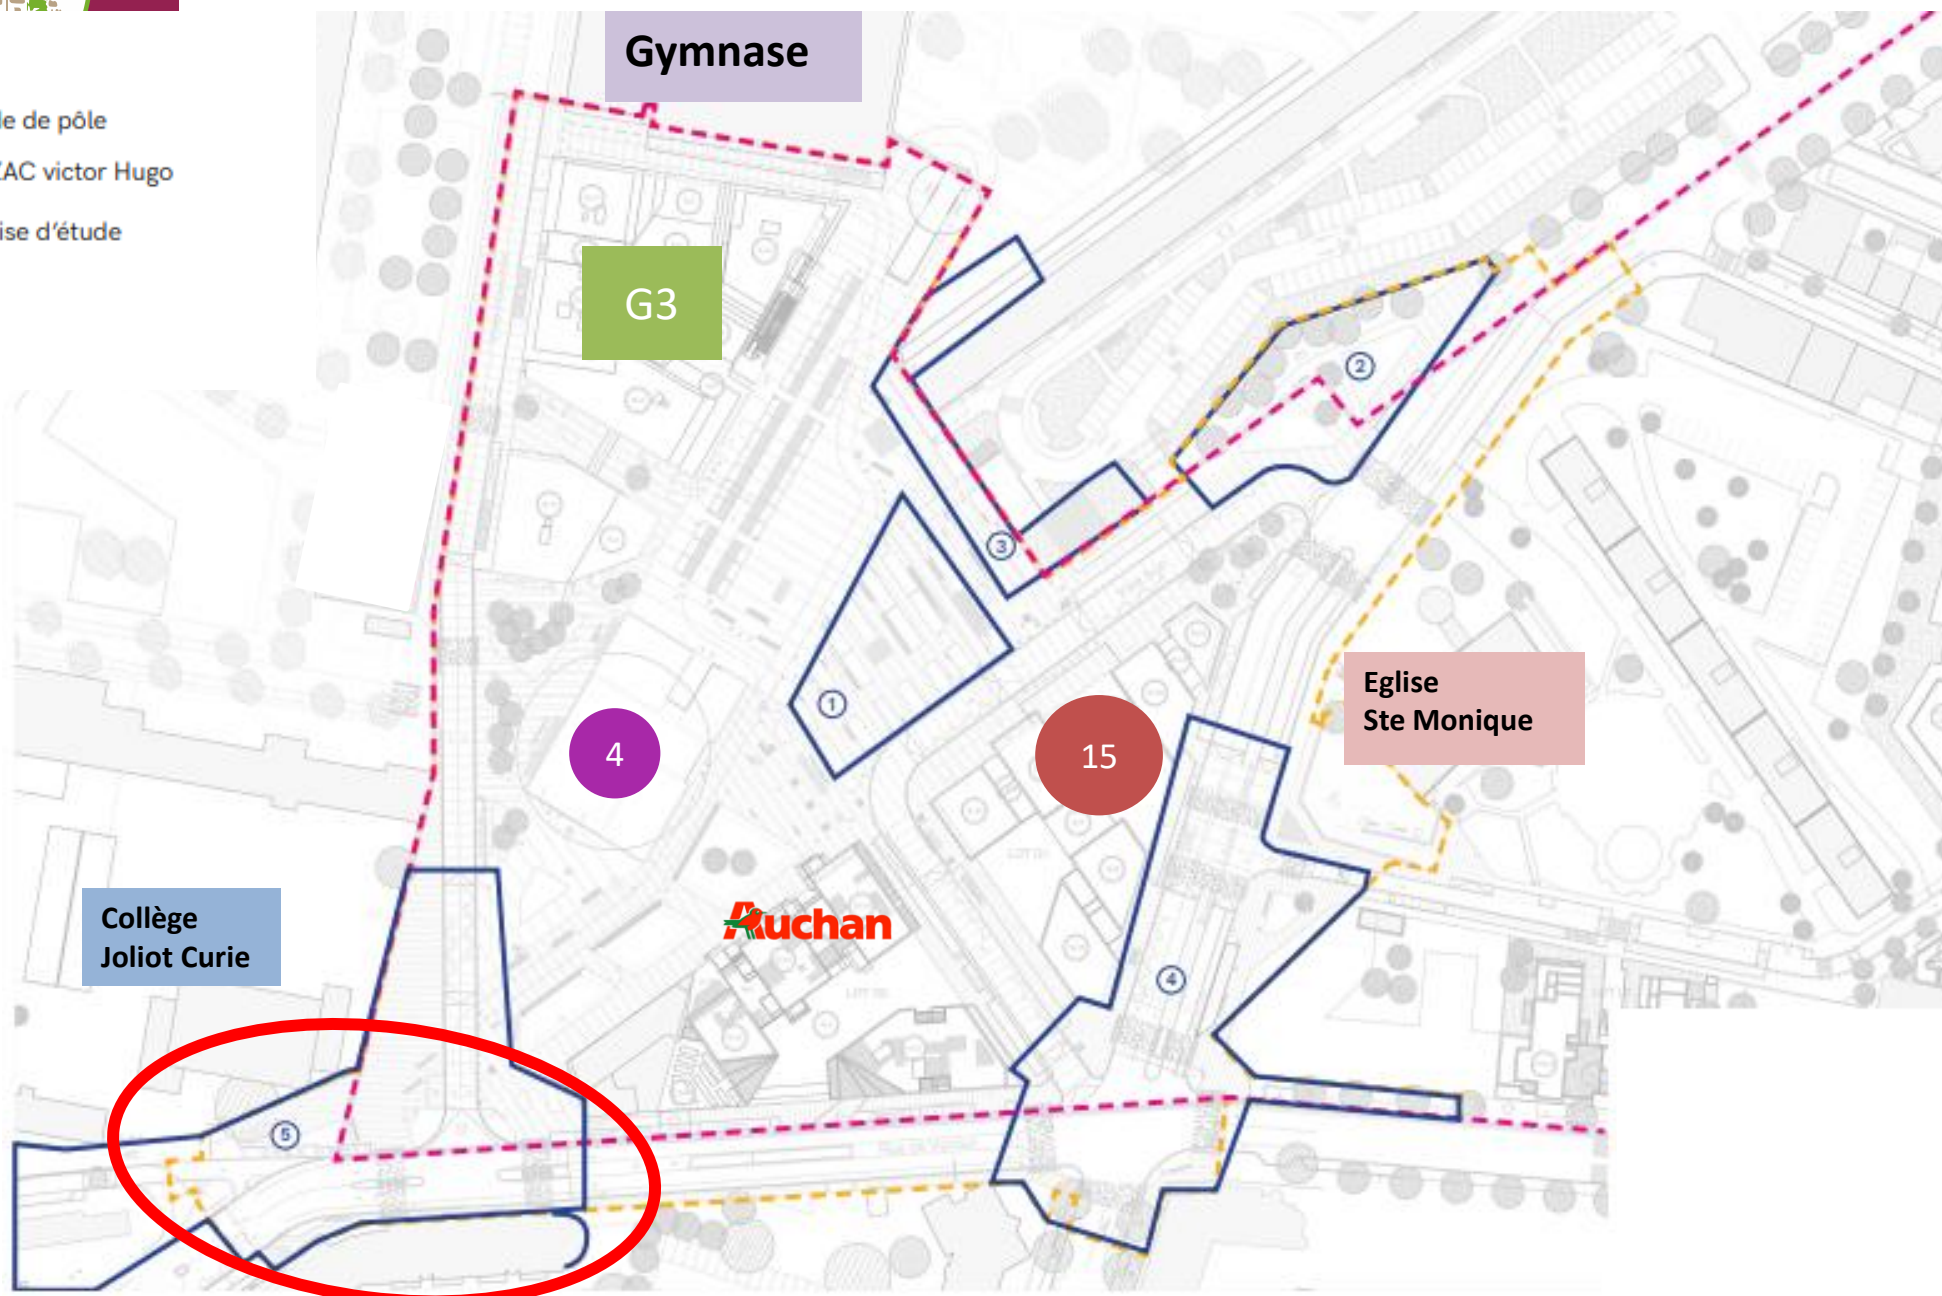 Gymnase
le de pôle
ZAC victor Hugo
ise d'étude
G3
2
3
Eglise
Ste Monique
1
4
15
Auchan
Collège
Joliot Curie
4
5